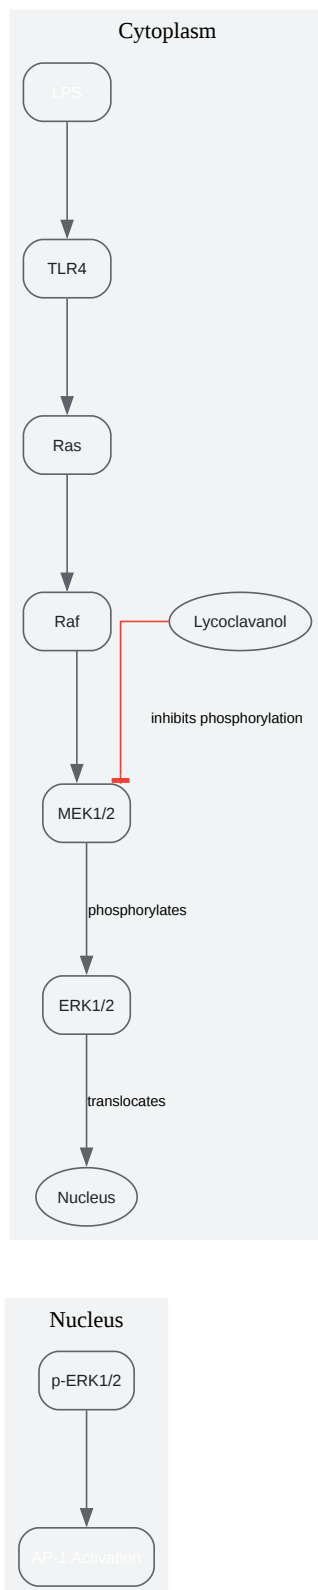 Cytoplasm
LPS
TLR4
Ras
Raf
Lycoclavanol
inhibits phosphorylation
MEK1/2
phosphorylates
ERK1/2
translocates
Nucleus
Nucleus
p-ERK1/2
AP-1 Activation